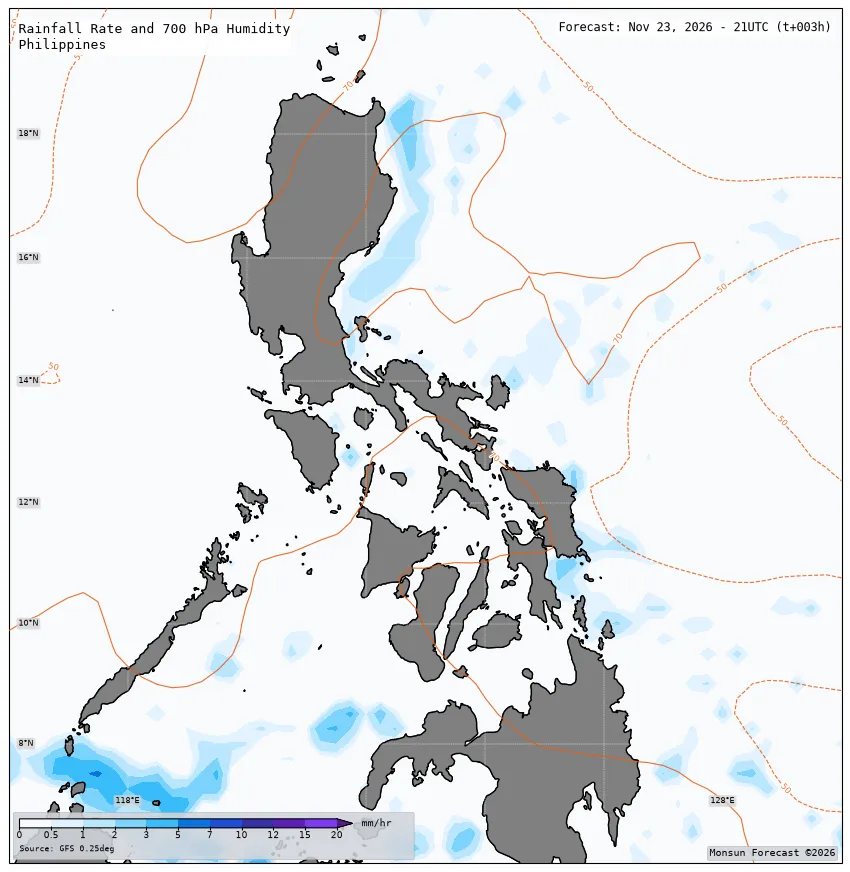 Rainfall Rate and 700 hPa Humidity
Philippines
Forecast: Nov 23, 2026 - 21UTC (t+003h)
70
50
18°N
16°N
50
70
50
14°N
50
70
12°N
10°N
8°N
50
118°E
128°E
mm/hr
0 0.5 1 2 3 5 7 10 12 15 20
Source: GFS 0.25deg
Monsun Forecast ©2026